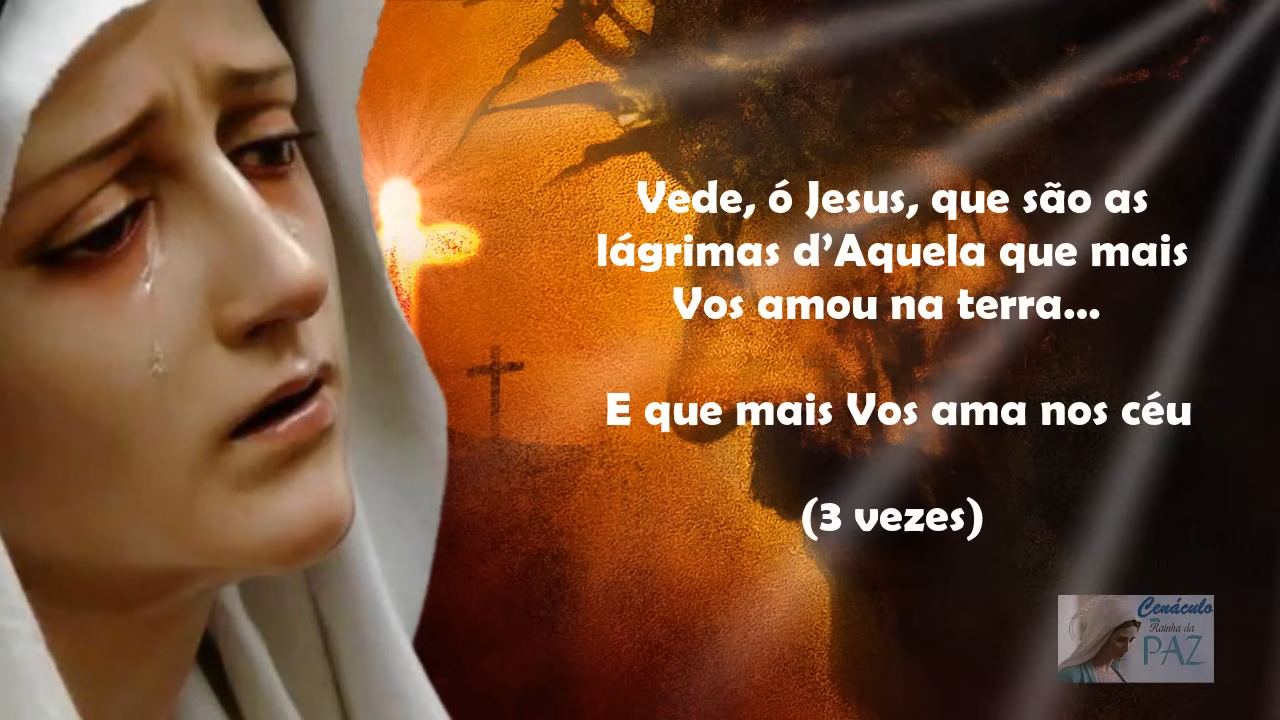 Vede, ó Jesus, que são as
lágrimas d’Aquela que mais
Vos amou na terra...
E que mais Vos ama nos céu
(3 vezes)
Cenáculo
Rainha da
PAZ